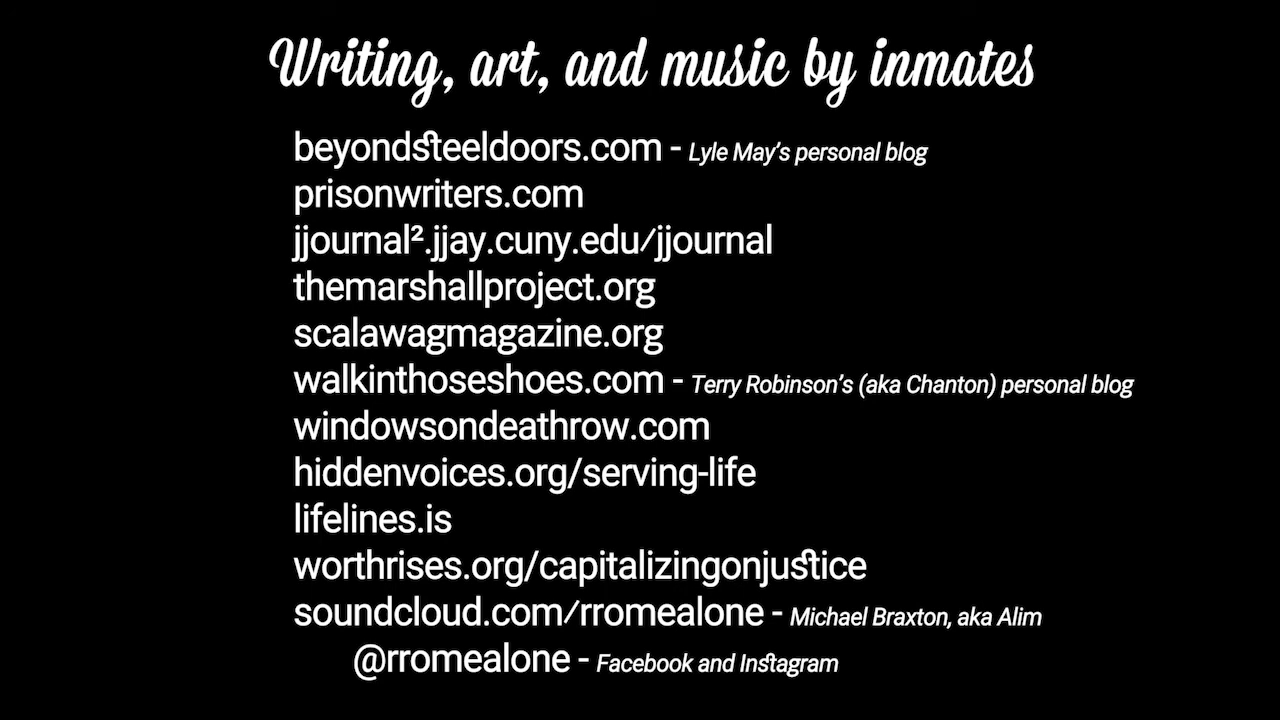 Writing, art, and music by inmates
beyondsteeldoors.com - Lyle May's personal blog
prisonwriters.com
jjournal².jjay.cuny.edu/jjournal
themarshallproject.org
scalawagmagazine.org
walkinthoseshoes.com - Terry Robinson's (aka Chanton) personal blog
windowsondeathrow.com
hiddenvoices.org/serving-life
lifelines.is
worthrises.org/capitalizingonjustice
soundcloud.com/rromealone - Michael Braxton, aka Alim
@rromealone - Facebook and Instagram